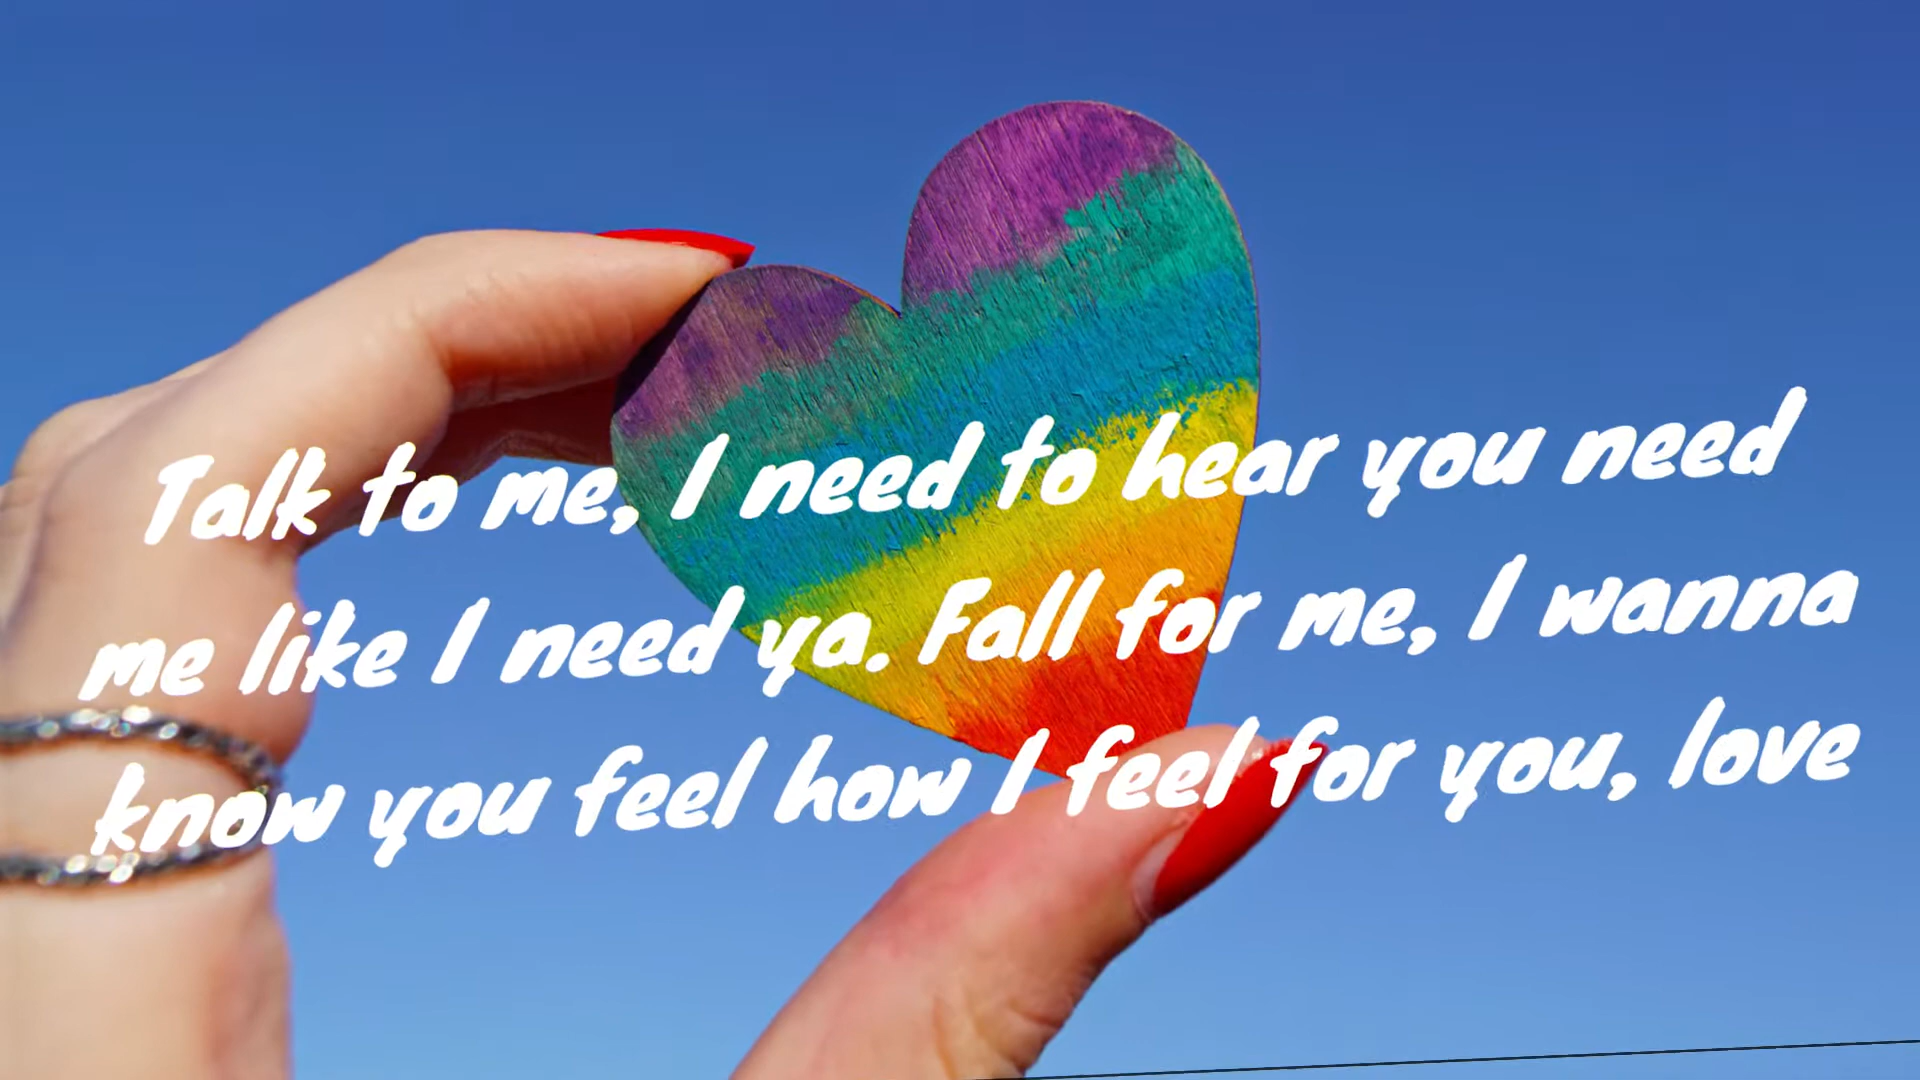 Talk to me, I need to hear you need
me like I need ya. Fall for me, I wanna
know you feel how I feel for you, love